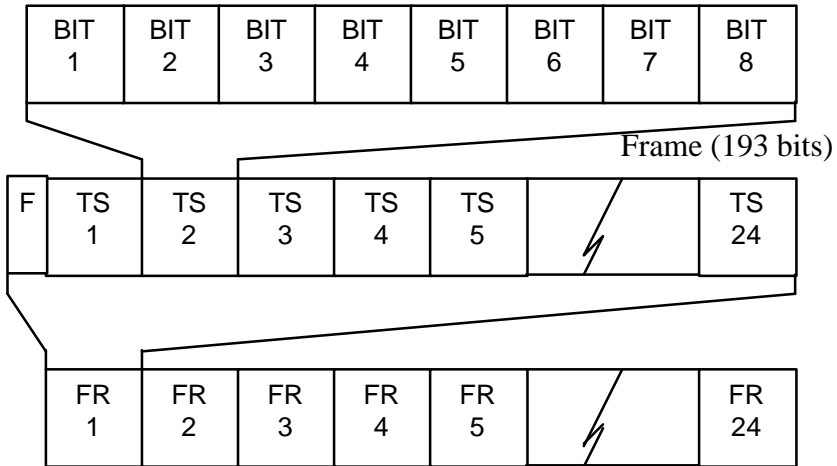 BIT BIT BIT BIT BIT BIT BIT BIT
1 2 3 4 5 6 7 8
Frame (193 bits)
F TS TS TS TS TS TS
1 2 3 4 5 24
FR FR FR FR FR FR
1 2 3 4 5 24